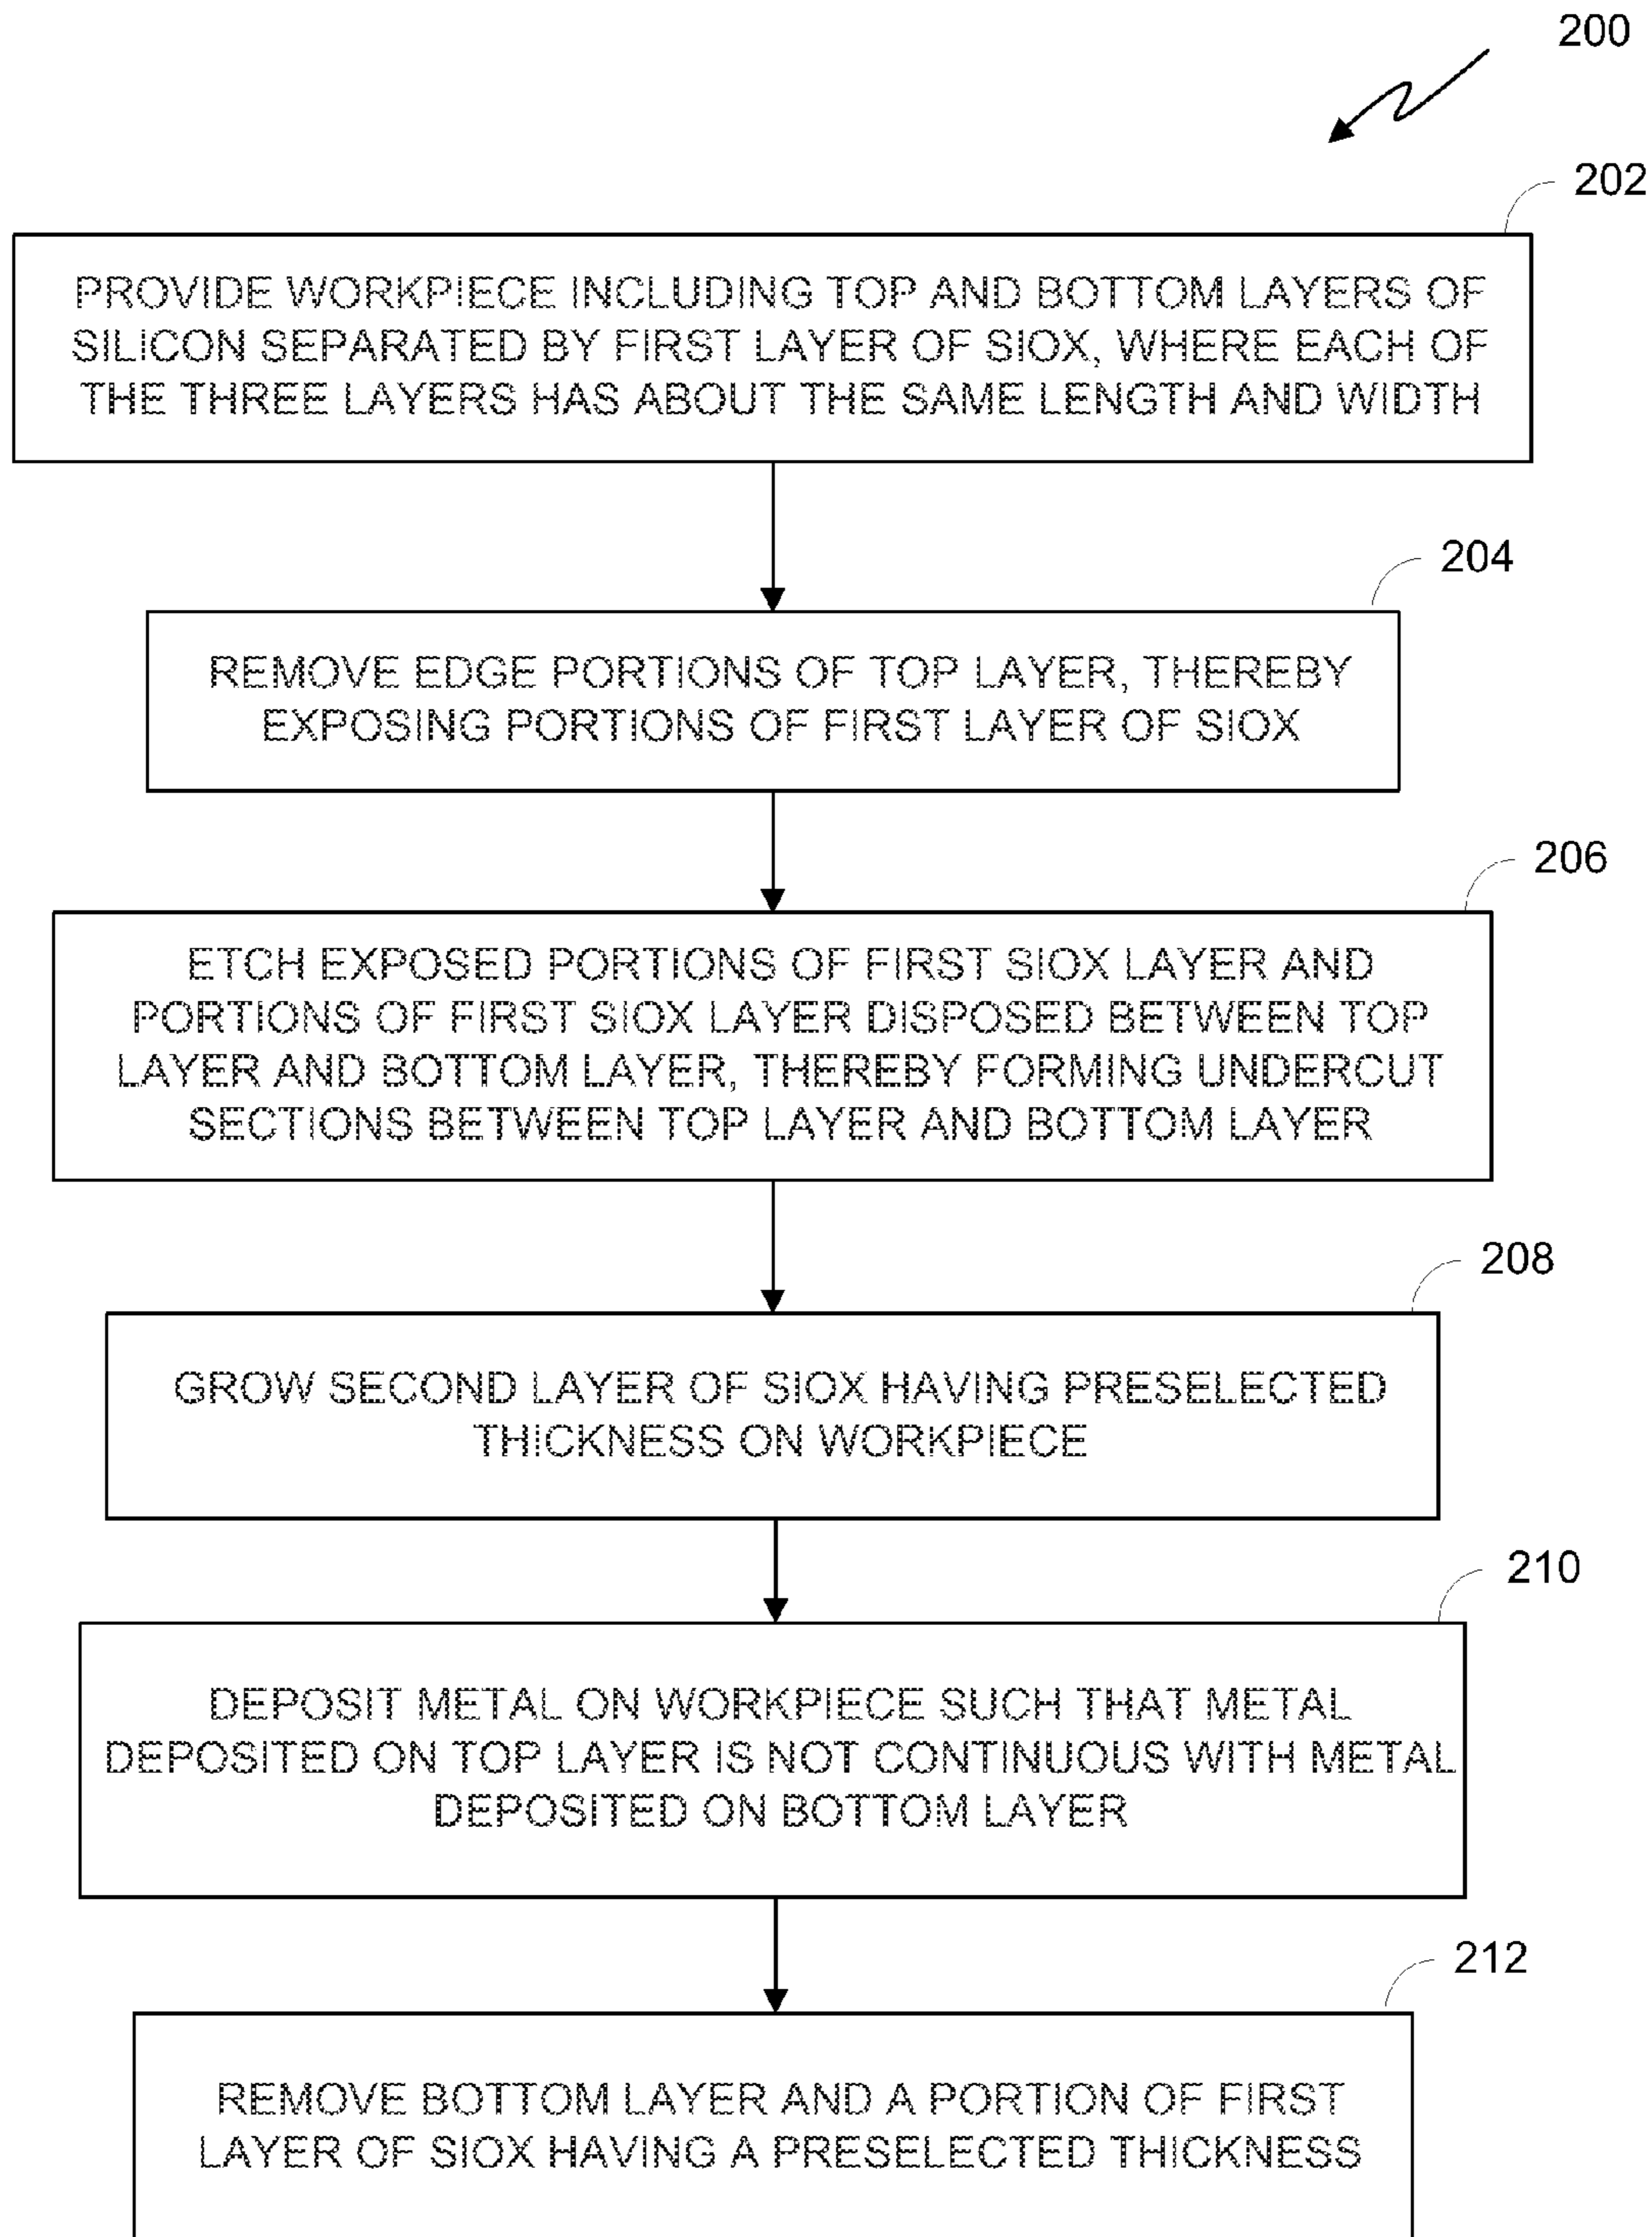 200
202
PROVIDE WORKPIECE INCLUDING TOP AND BOTTOM LAYERS OF
SILICON SEPARATED BY FIRST LAYER OF SIOX, WHERE EACH OF
THE THREE LAYERS HAS ABOUT THE SAME LENGTH AND WIDTH
204
REMOVE EDGE PORTIONS OF TOP LAYER, THEREBY
EXPOSING PORTIONS OF FIRST LAYER OF SIOX
206
ETCH EXPOSED PORTIONS OF FIRST SIOX LAYER AND
PORTIONS OF FIRST SIOX LAYER DISPOSED BETWEEN TOP
LAYER AND BOTTOM LAYER, THEREBY FORMING UNDERCUT
SECTIONS BETWEEN TOP LAYER AND BOTTOM LAYER
208
GROW SECOND LAYER OF SIOX HAVING PRESELECTED
THICKNESS ON WORKPIECE
210
DEPOSIT METAL ON WORKPIECE SUCH THAT METAL
DEPOSITED ON TOP LAYER IS NOT CONTINUOUS WITH METAL
DEPOSITED ON BOTTOM LAYER
212
REMOVE BOTTOM LAYER AND A PORTION OF FIRST
LAYER OF SIOX HAVING A PRESELECTED THICKNESS